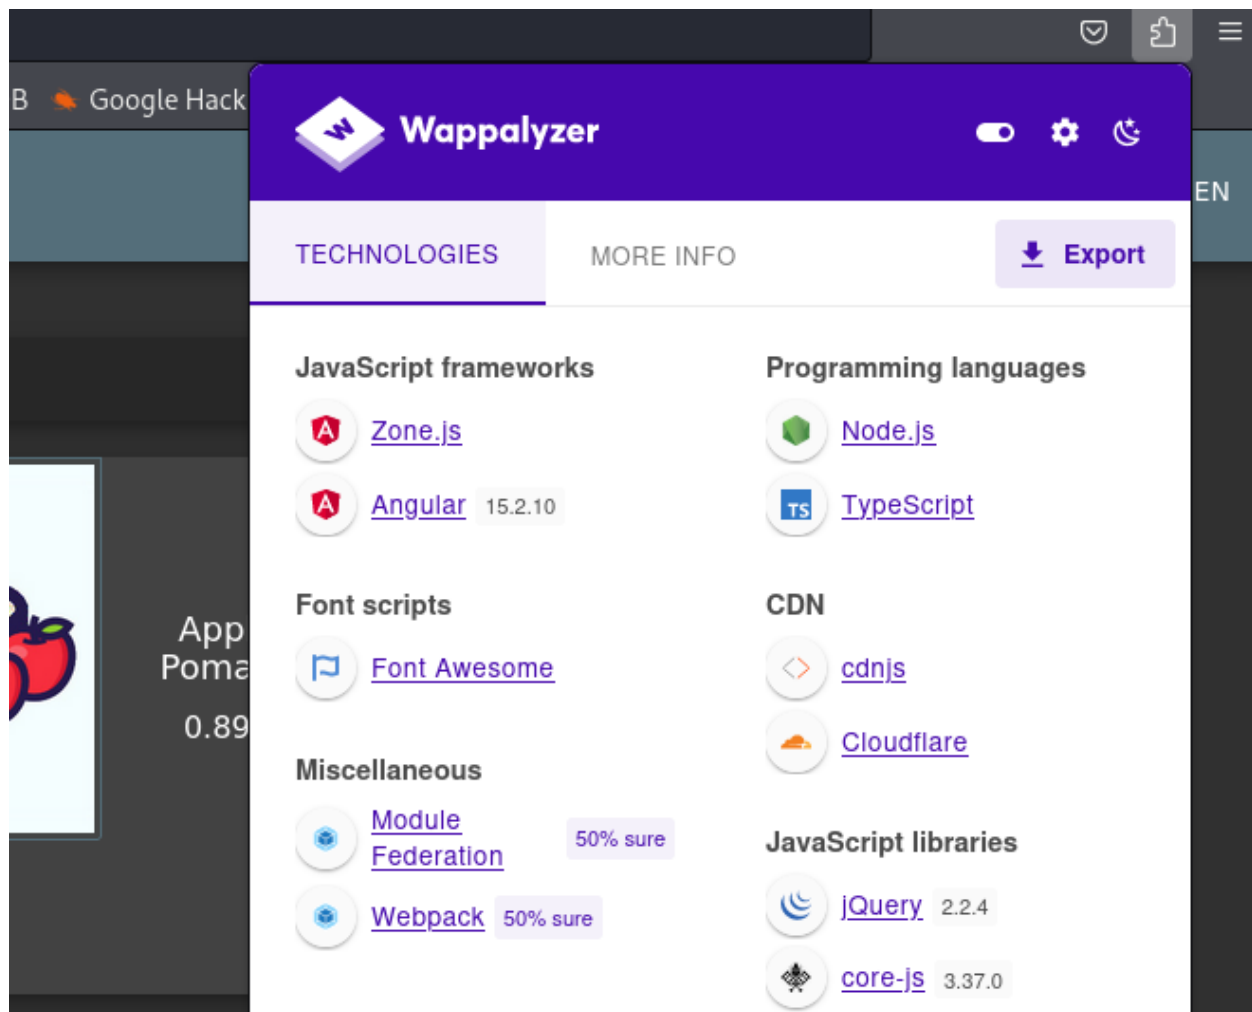 B Google Hack
Wappalyzer
EN
TECHNOLOGIES
MORE INFO
Export
JavaScript frameworks
Zone.js
Angular 15.2.10
Programming languages
Node.js
TypeScript
TS
Font scripts
Font Awesome
CDN
cdnjs
Cloudflare
App
Poma
0.89
Miscellaneous
Module
Federation
50% sure
Webpack 50% sure
JavaScript libraries
jQuery 2.2.4
core-js 3.37.0